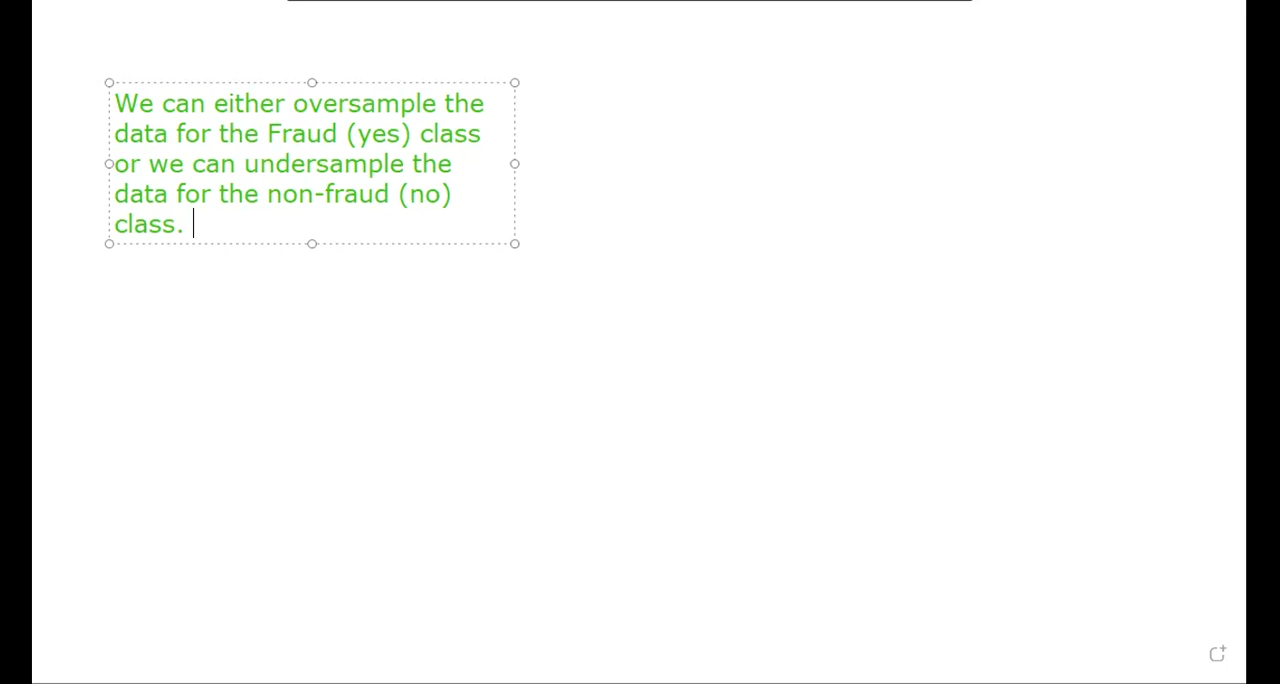 We can either oversample the
data for the Fraud (yes) class
or we can undersample the
data for the non-fraud (no)
class.